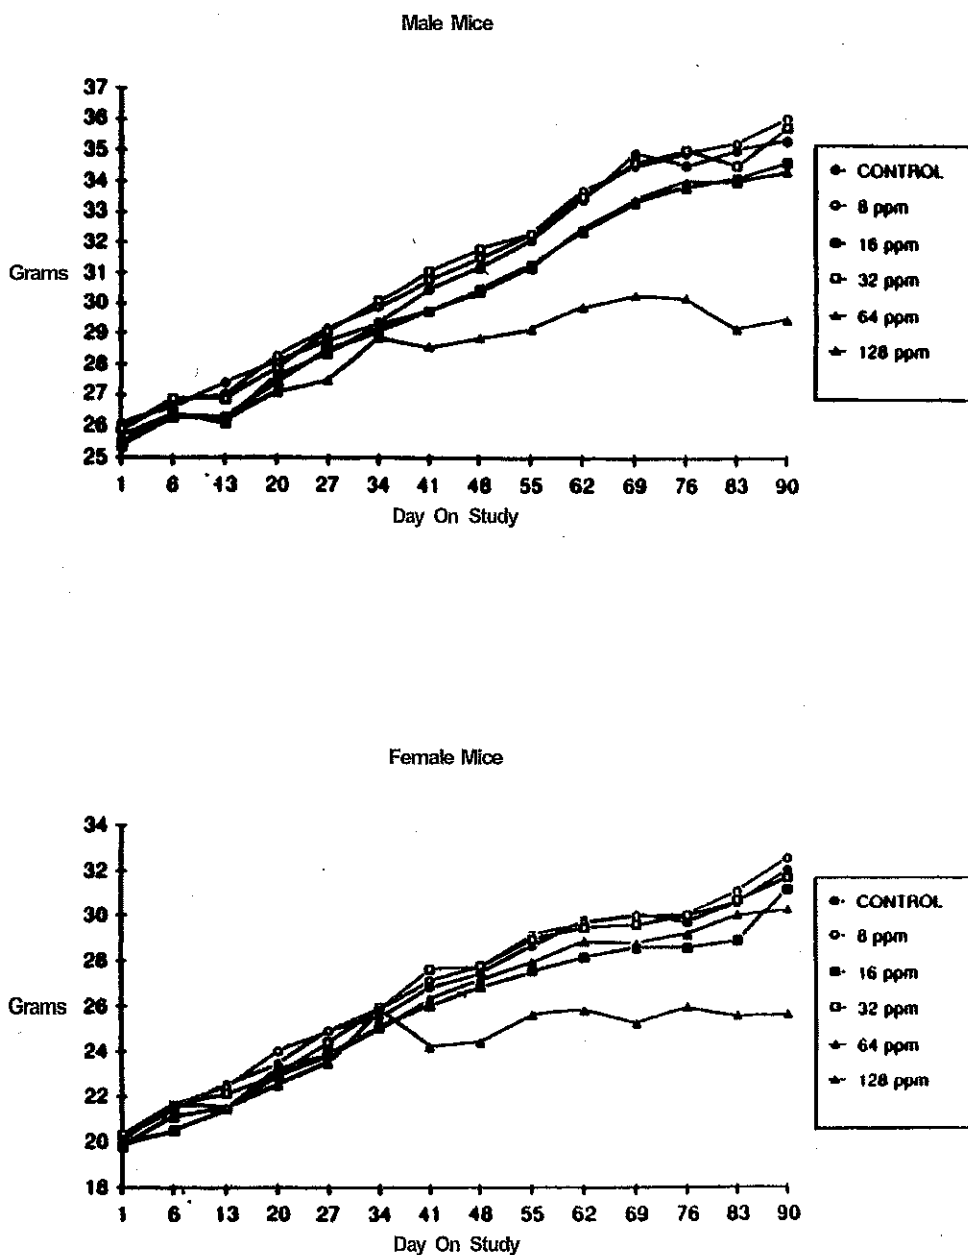 Male Mice
37
36
35
34
33
32
31
30
29
28
27
26
25
Grams
1 6 13 20 27 34 41 48 55 62 69 76 83 90
Day On Study
CONTROL
8 ppm
16 ppm
32 ppm
64 ppm
128 ppm
Female Mice
34
32
30
28
26
24
22
20
18
Grams
1 6 13 20 27 34 41 48 55 62 69 76 83 90
Day On Study
CONTROL
8 ppm
16 ppm
32 ppm
64 ppm
128 ppm